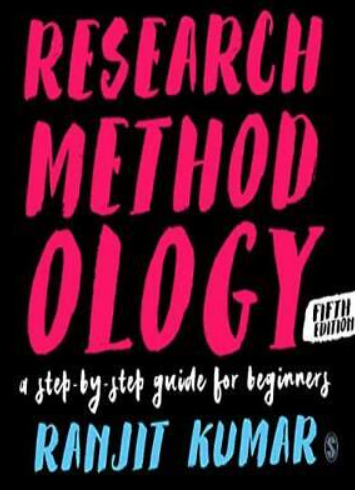 RESEARCH
METHOD
OLOGY
FIFTH
EDITION
a step-by-step guide for beginners
RANJIT KUMAR
S